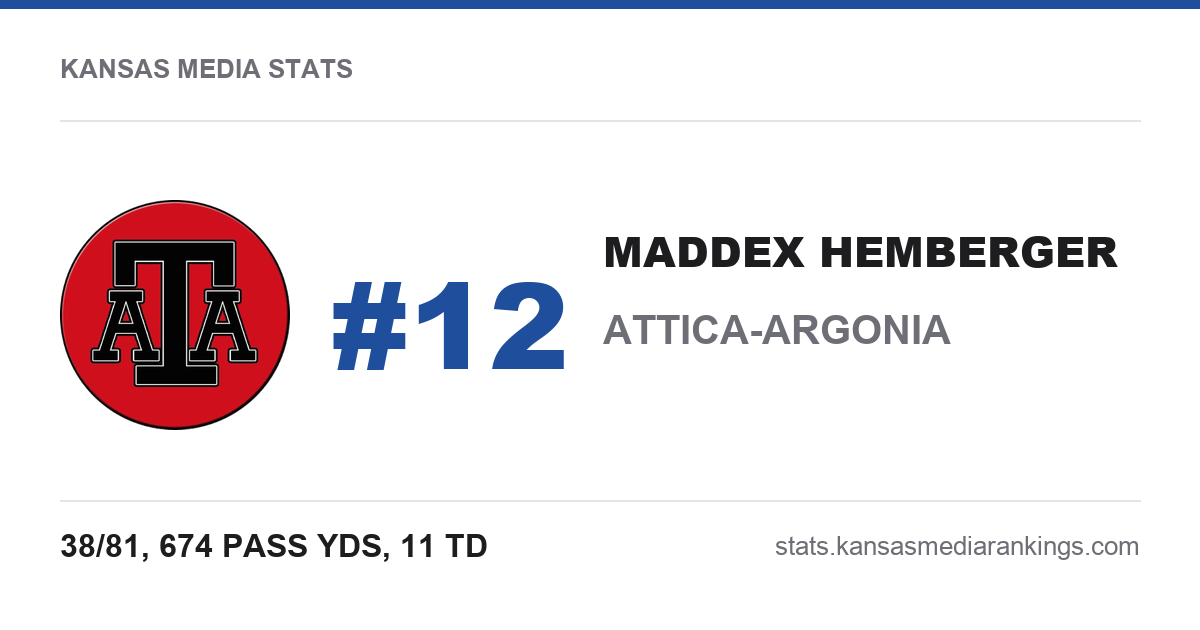 KANSAS MEDIA STATS
ATA
#12
MADDEX HEMBERGER
ATTICA-ARGONIA
38/81, 674 PASS YDS, 11 TD
stats.kansasmediarankings.com